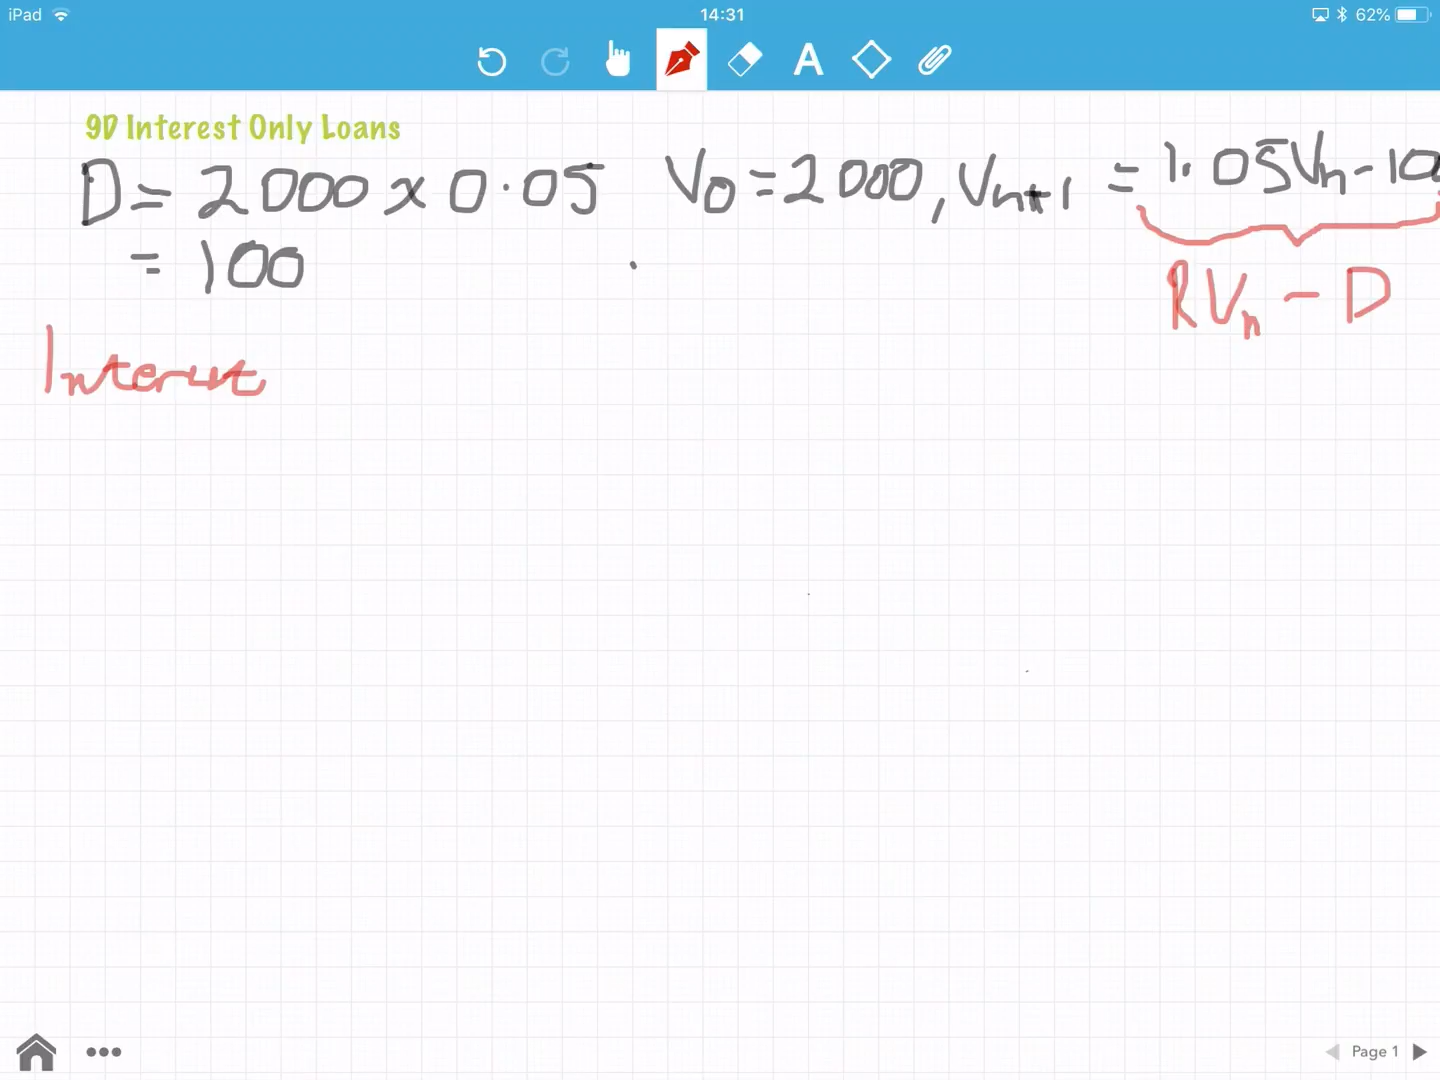 iPad 14:31 62%
A
9D Interest Only Loans
D = 2000 x 0.05 V0 = 2000, Vn+1 = 1.05Vn - 10
= 100
RVn - D
Interest
Page 1